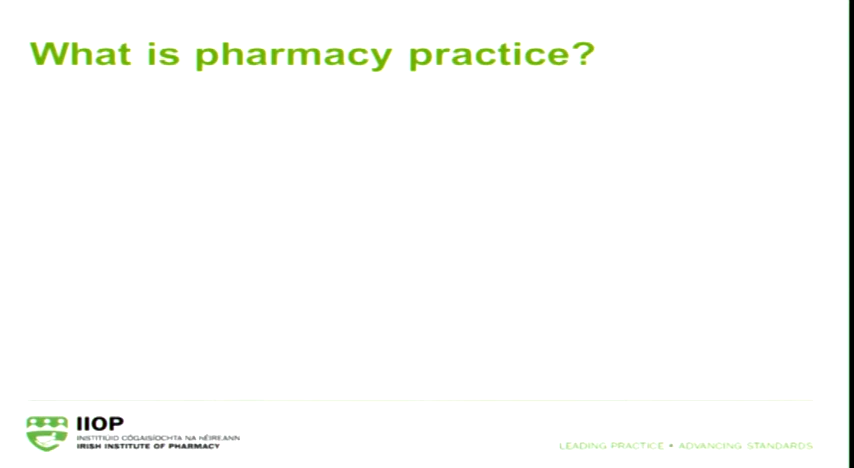 What is pharmacy practice?
IIOP
INSTITIÚID CÓGAISÍOCHTA NA HÉIREANN
IRISH INSTITUTE OF PHARMACY
LEADING PRACTICE • ADVANCING STANDARDS